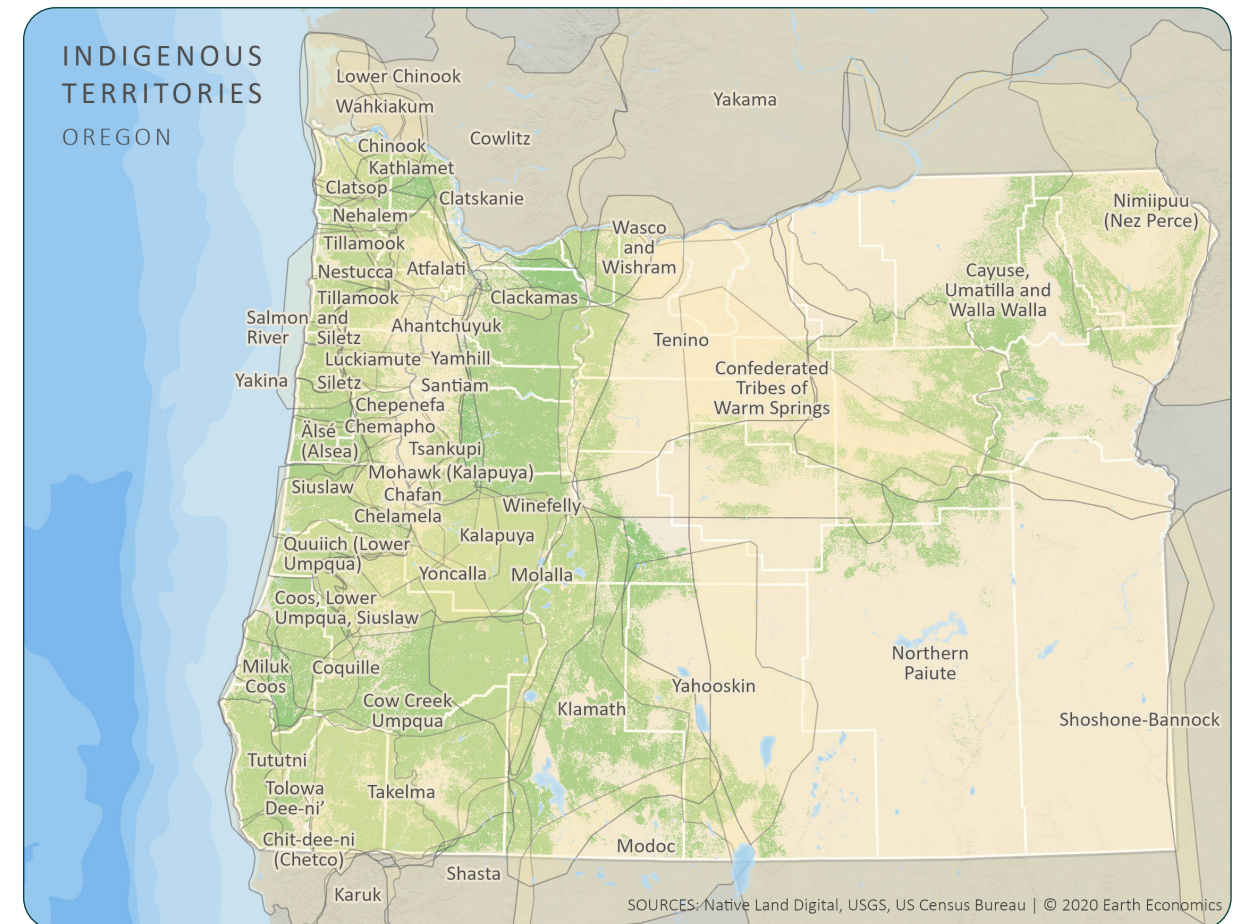 INDIGENOUS
TERRITORIES
OREGON
Lower Chinook
Wahkiakum
Yakama
Cowlitz
Chinook
Kathlamet
Clatsop
Clatskanie
Nehalem
Nimiipuu
(Nez Perce)
Wasco
and
Wishram
Tillamook
Nestucca
Atfalati
Cayuse,
Umatilla and
Walla Walla
Tillamook
and
Siletz
Clackamas
Salmon
River
Ahantchuyuk
Tenino
Luckiamute
Yamhill
Confederated
Tribes of
Warm Springs
Yakina
Siletz
Santiam
Chepenefa
Chemapho
Älsé
(Alsea)
Tsankupi
Mohawk (Kalapuya)
Siuslaw
Chafan
Winefelly
Chelamela
Kalapuya
Quuiich (Lower
Umpqua)
Yoncalla
Molalla
Coos, Lower
Umpqua, Siuslaw
Northern
Paiute
Miluk
Coos
Coquille
Yahooskin
Cow Creek
Umpqua
Klamath
Shoshone-Bannock
Tututni
Tolowa
Dee-ni’
Takelma
Chit-dee-ni
(Chetco)
Modoc
Shasta
Karuk
SOURCES: Native Land Digital, USGS, US Census Bureau | © 2020 Earth Economics